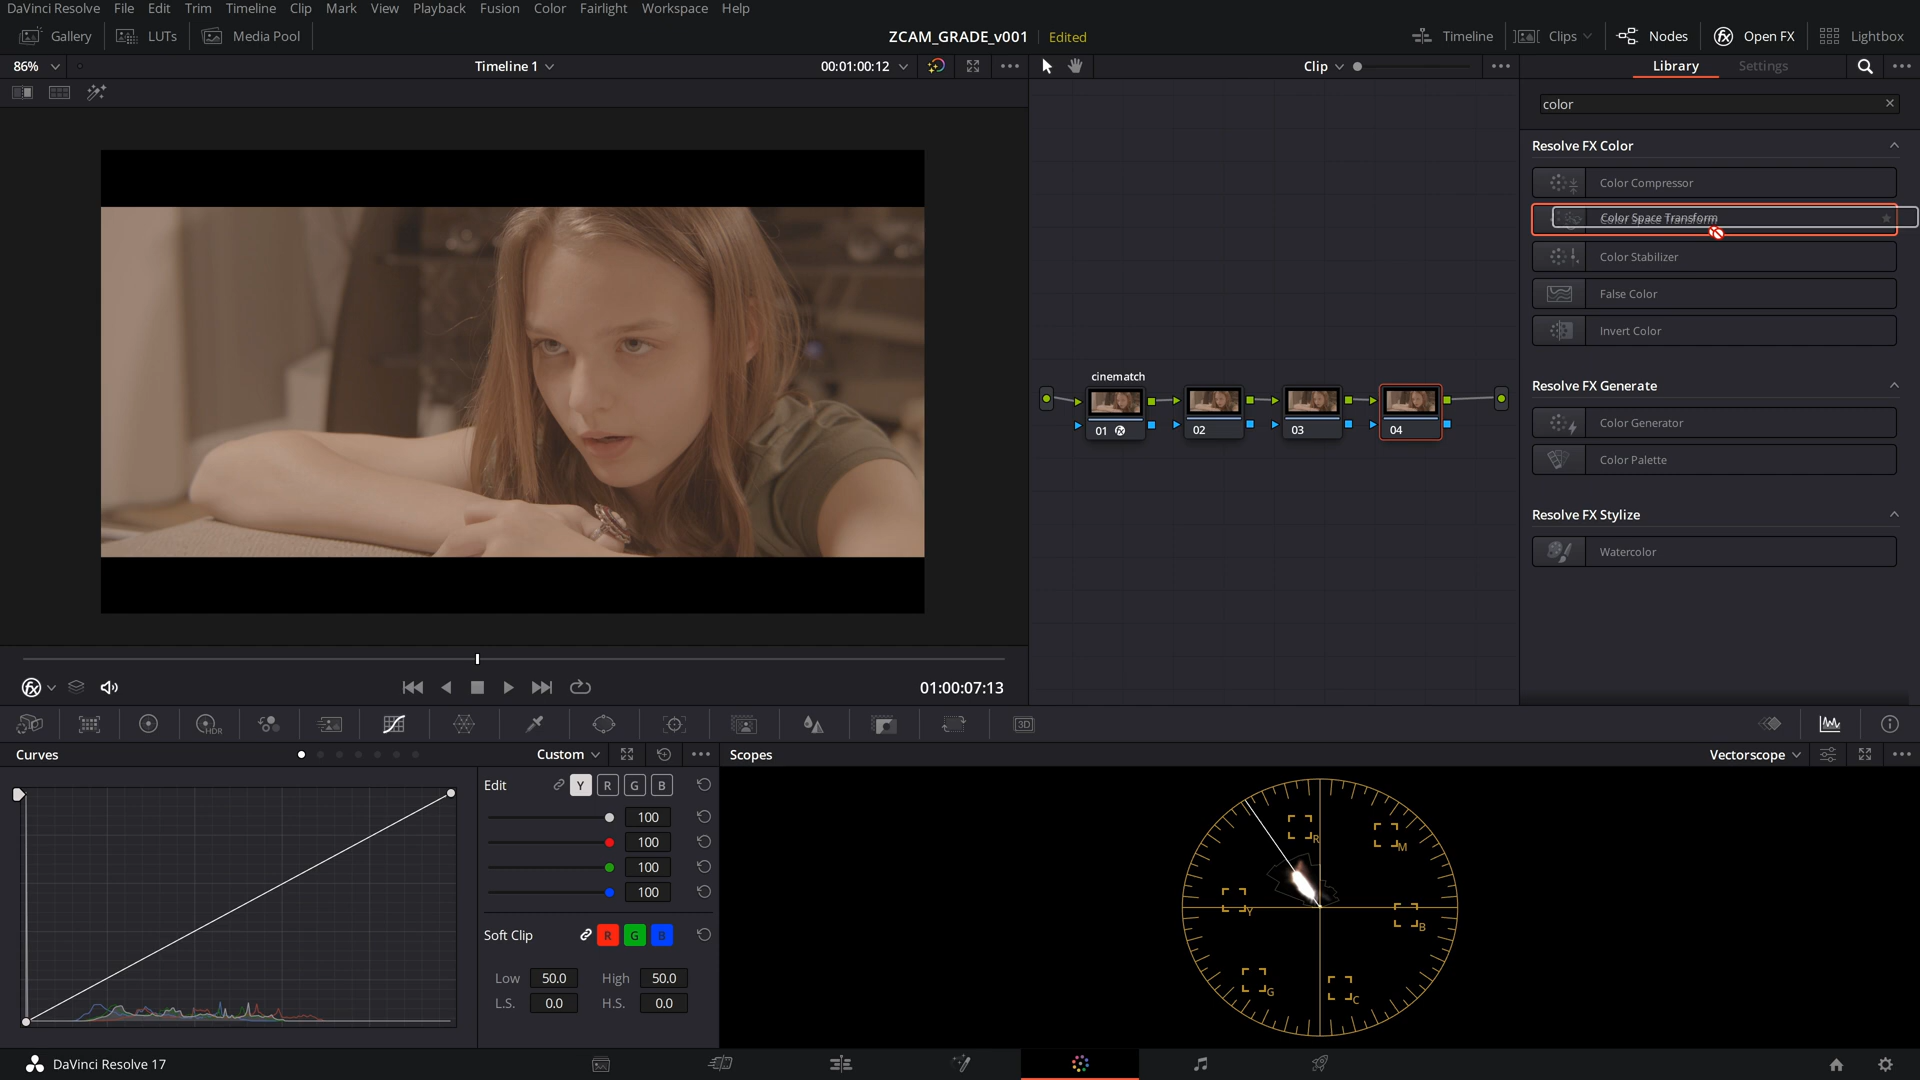 DaVinci Resolve File Edit Trim Timeline Clip Mark View Playback Fusion Color Fairlight Workspace Help
Gallery LUTs Media Pool ZCAM_GRADE_v001 Edited Timeline Clips Nodes Open FX Lightbox
86% Timeline 1 00:01:00:12 Clip Library Settings
color
Resolve FX Color
Color Compressor
Color Space Transform
Color Space Transform
Color Stabilizer
False Color
Invert Color
Resolve FX Generate
Color Generator
Color Palette
Resolve FX Stylize
Watercolor
cinematch
01 02 03 04
01:00:07:13
HDR 3D
Curves Custom Scopes Vectorscope
Edit Y R G B
100
100
100
100
Soft Clip R G B
Low 50.0 High 50.0
L.S. 0.0 H.S. 0.0
R
M
Y
B
G
C
DaVinci Resolve 17